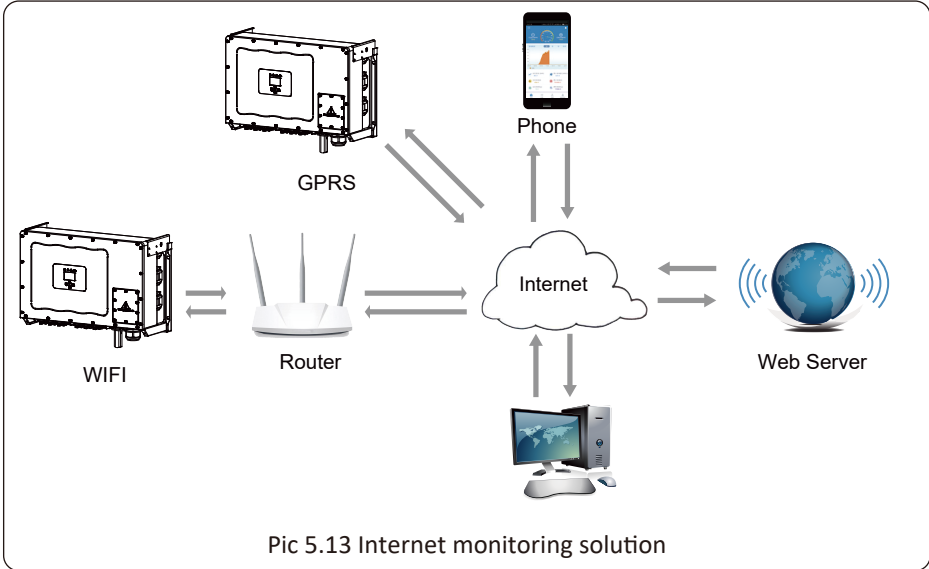 Phone
GPRS
Internet
WIFI
Router
Web Server
Pic 5.13 Internet monitoring solution